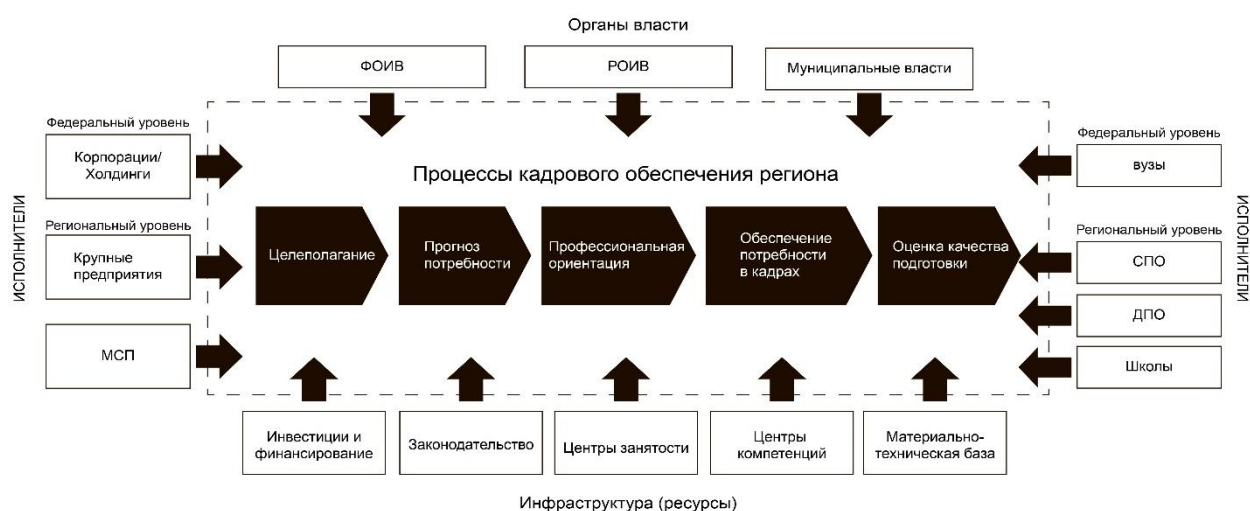 Органы власти
ФОИВ
РОИВ
Муниципальные власти
ИСПОЛНИТЕЛИ
Федеральный уровень
Корпорации/
Холдинги
Региональный уровень
Крупные
предприятия
МСП
Процессы кадрового обеспечения региона
Целеполагание
Прогноз
потребности
Профессиональная
ориентация
Обеспечение
потребности
в кадрах
Оценка качества
подготовки
Федеральный уровень
вузы
Региональный уровень
СПО
ДПО
Школы
ИСПОЛНИТЕЛИ
Инвестиции и
финансирование
Законодательство
Центры занятости
Центры
компетенций
Материально-
техническая база
Инфраструктура (ресурсы)